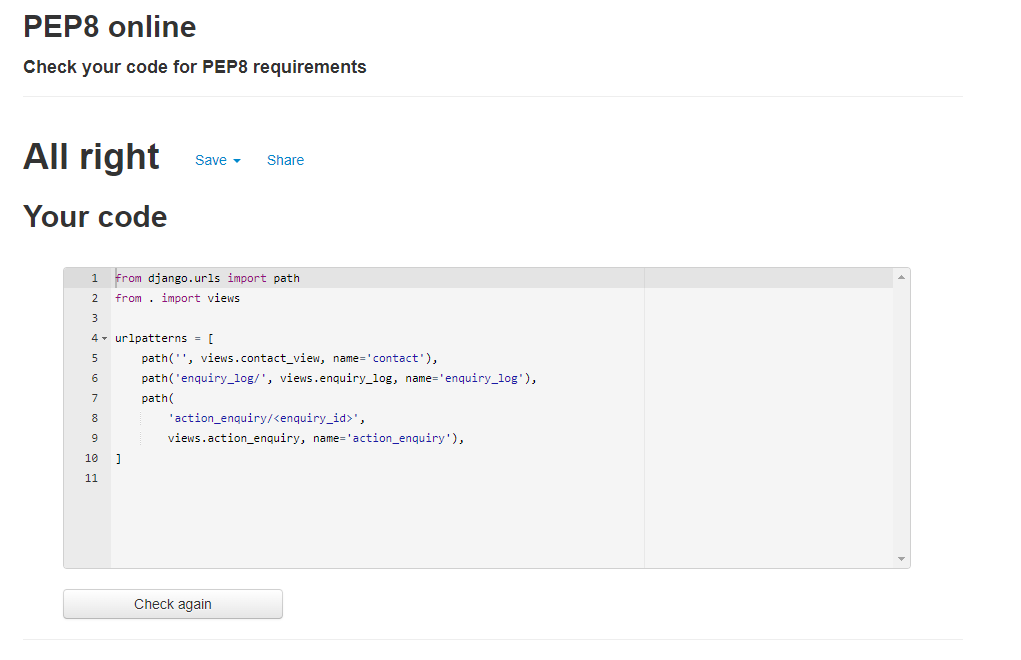 PEP8 online
Check your code for PEP8 requirements
All right Save Share
Your code
1 from django.urls import path
2 from . import views
3
4 urlpatterns = [
5     path('', views.contact_view, name='contact'),
6     path('enquiry_log/', views.enquiry_log, name='enquiry_log'),
7     path(
8         'action_enquiry/<enquiry_id>',
9         views.action_enquiry, name='action_enquiry'),
10 ]
11
Check again